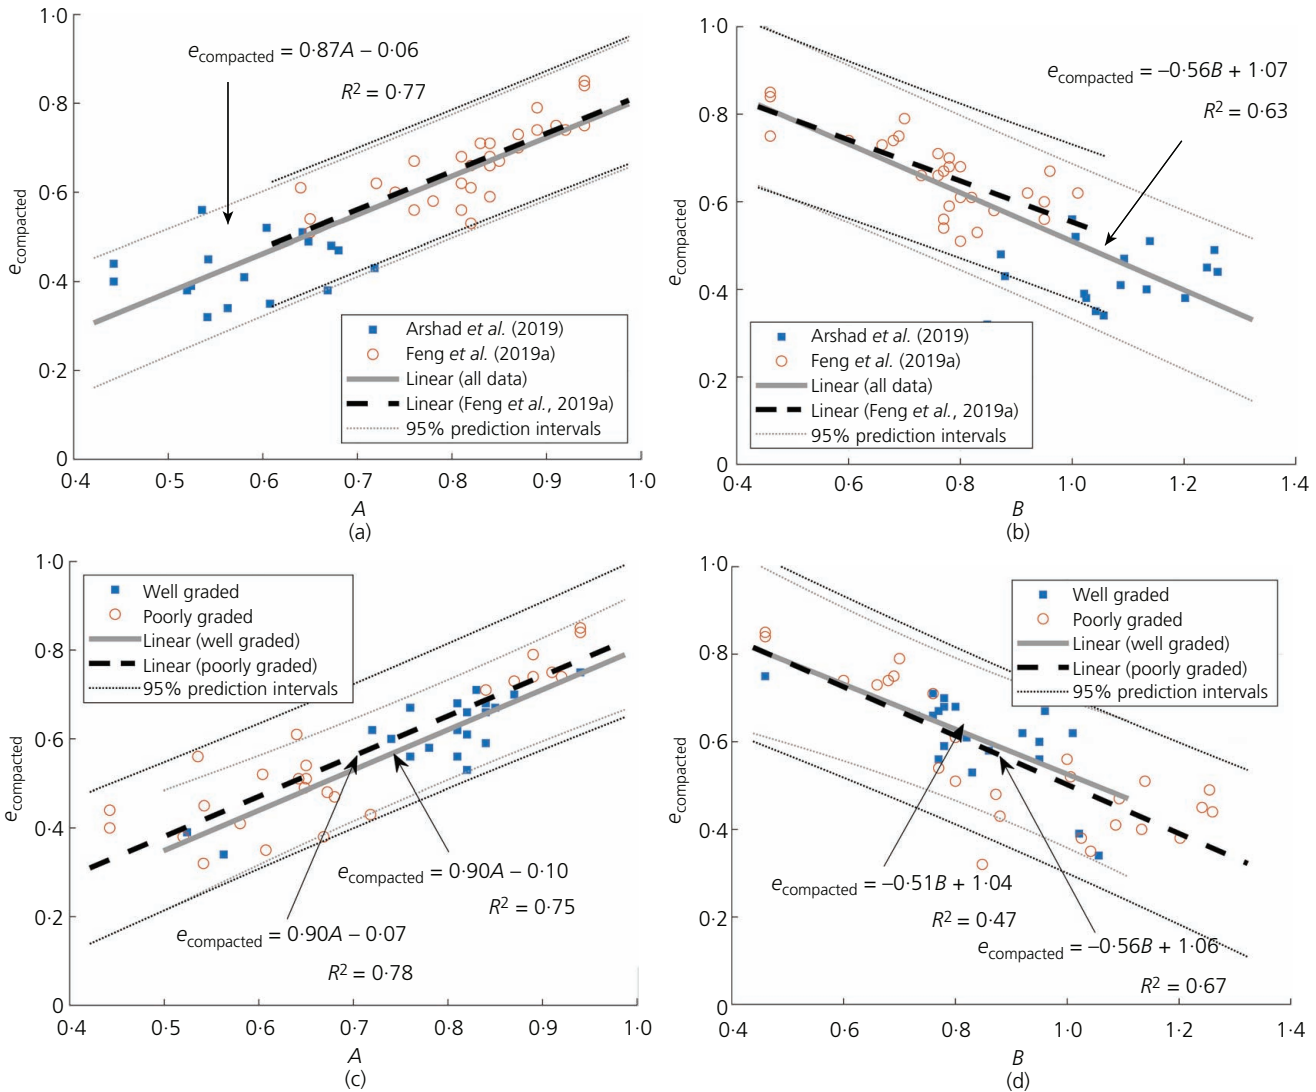 1·0
0·8
0·6
0·4
0·2
0
e compacted
e compacted = 0·87A – 0·06
R2 = 0·77
Arshad et al. (2019)
Feng et al. (2019a)
Linear (all data)
Linear (Feng et al., 2019a)
95% prediction intervals
0·4 0·5 0·6 0·7 0·8 0·9 1·0
A
(a)
1·0
0·8
0·6
0·4
0·2
0
e compacted
e compacted = –0·56B + 1·07
R2 = 0·63
Arshad et al. (2019)
Feng et al. (2019a)
Linear (all data)
Linear (Feng et al., 2019a)
95% prediction intervals
0·4 0·6 0·8 1·0 1·2 1·4
B
(b)
1·0
0·8
0·6
0·4
0·2
0
e compacted
Well graded
Poorly graded
Linear (well graded)
Linear (poorly graded)
95% prediction intervals
e compacted = 0·90A – 0·10
R2 = 0·75
e compacted = 0·90A – 0·07
R2 = 0·78
0·4 0·5 0·6 0·7 0·8 0·9 1·0
A
(c)
1·0
0·8
0·6
0·4
0·2
0
e compacted
Well graded
Poorly graded
Linear (well graded)
Linear (poorly graded)
95% prediction intervals
e compacted = –0·51B + 1·04
R2 = 0·47
e compacted = –0·56B + 1·06
R2 = 0·67
0·4 0·6 0·8 1·0 1·2 1·4
B
(d)